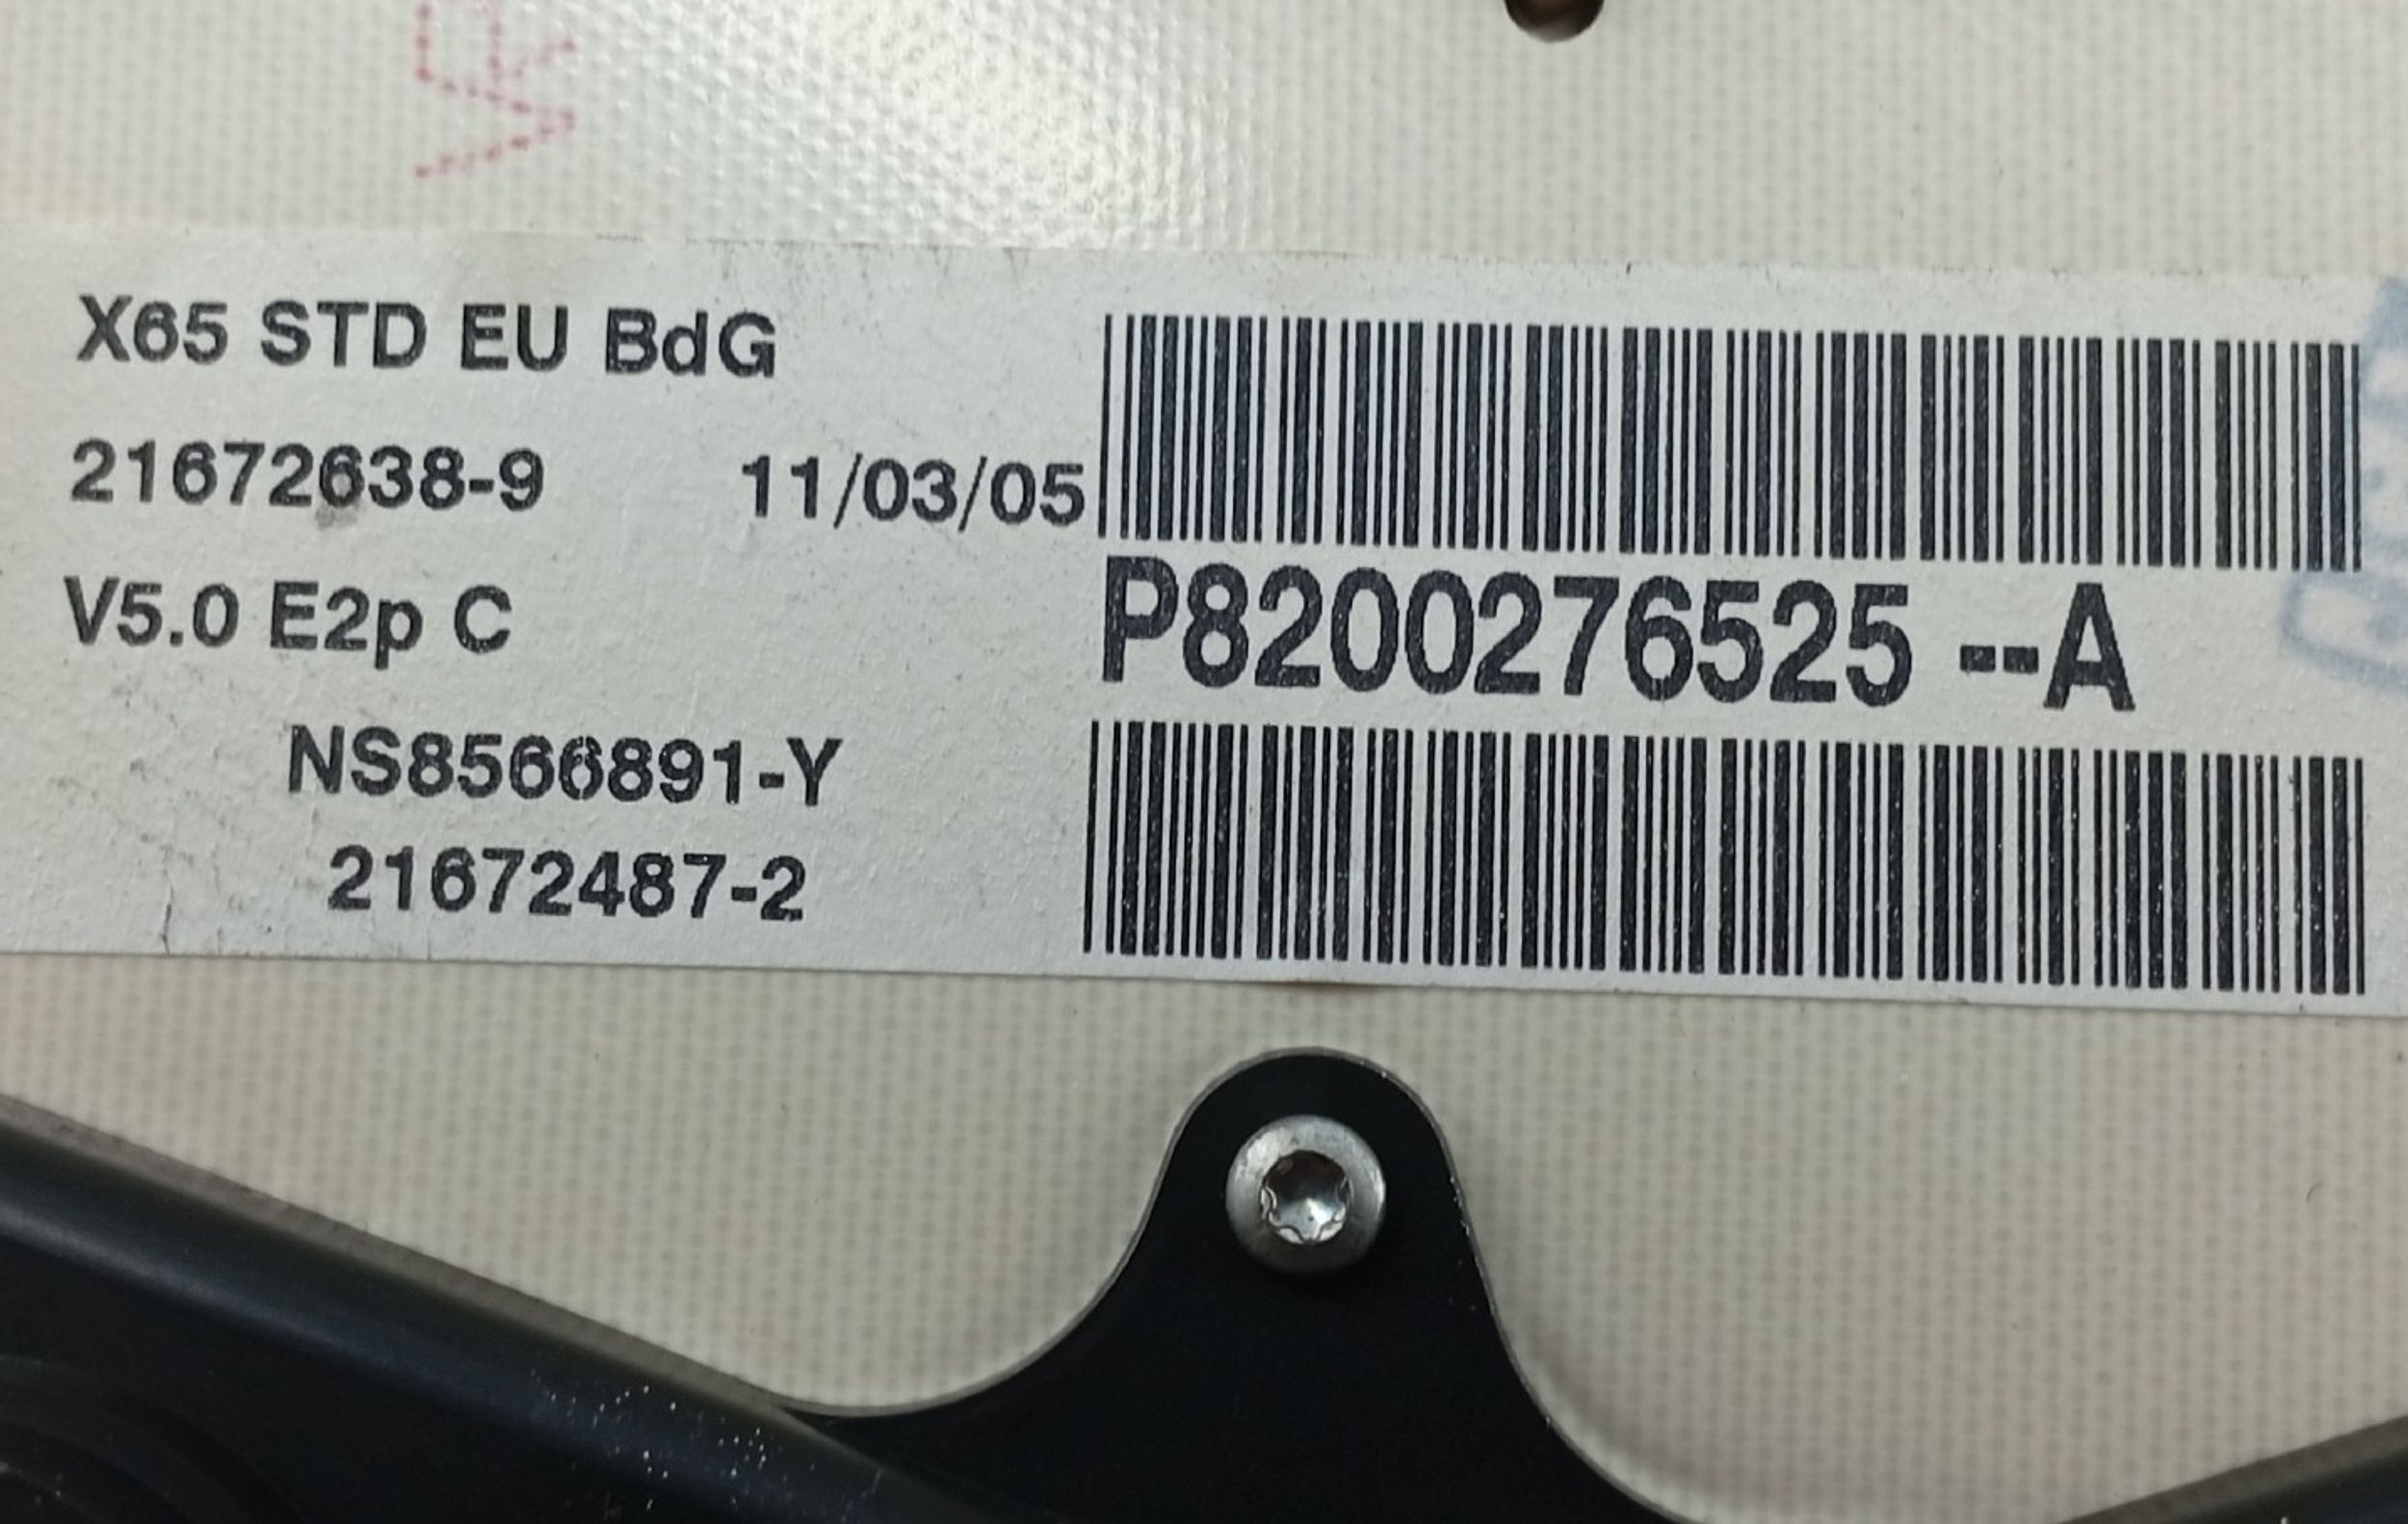 X65 STD EU BdG
21672638-9 11/03/05
V5.0 E2p C
P8200276525 --A
NS8566891-Y
21672487-2